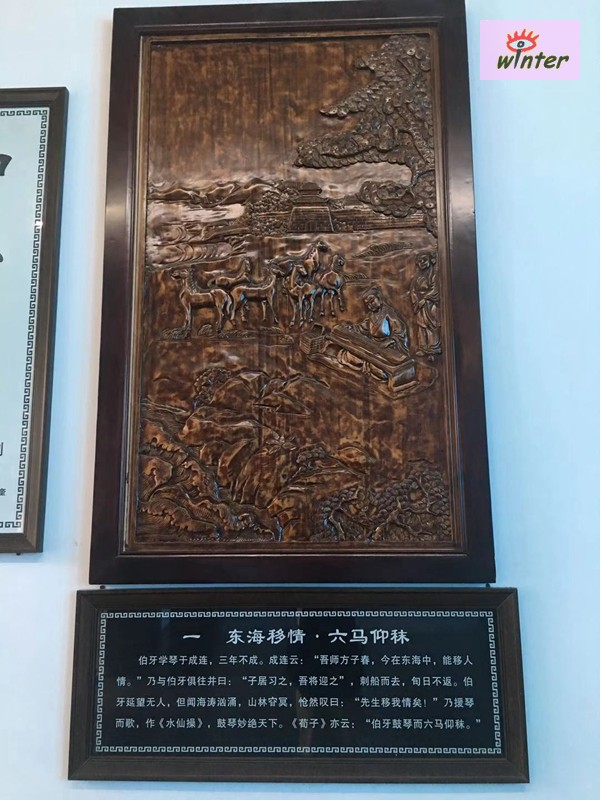 winter
一 东海移情·六马仰秣
伯牙学琴于成连，三年不成。成连云：“吾师方子春，今在东海中，能移人
情。”乃与伯牙俱往并曰：“子居习之，吾将迎之”，刺船而去，旬日不返。伯
牙延望无人，但闻海涛汹涌，山林窅冥，怆然叹曰：“先生移我情矣！”乃援琴
而歌，作《水仙操》，鼓琴妙绝天下。《荀子》亦云：“伯牙鼓琴而六马仰秣。”